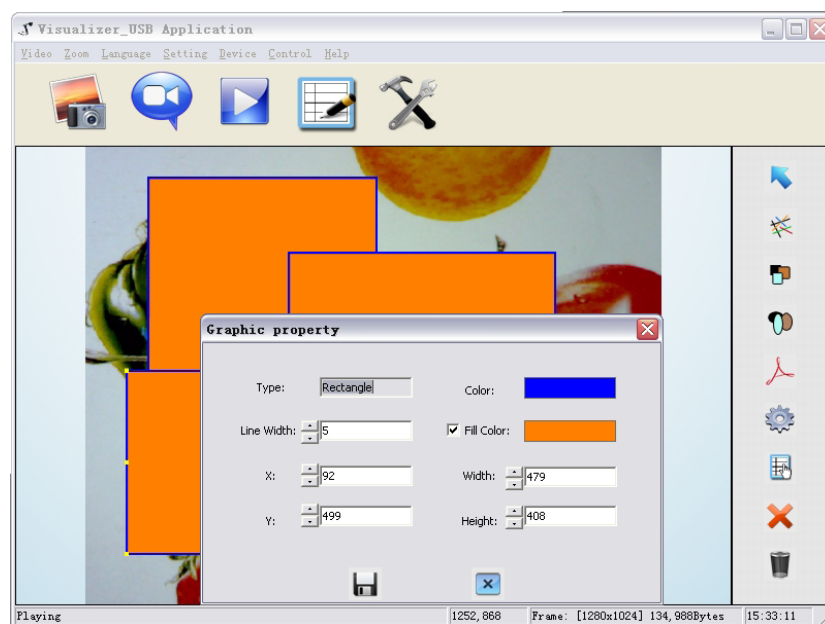 Visualizer_USB Application
Video Zoom Language Setting Device Control Help
Graphic property
Type: Rectangle Color:
Line Width: 5 Fill Color:
X: 92 Width: 479
Y: 499 Height: 408
Playing 1252,868 Frame: [1280x1024] 134,988Bytes 15:33:11